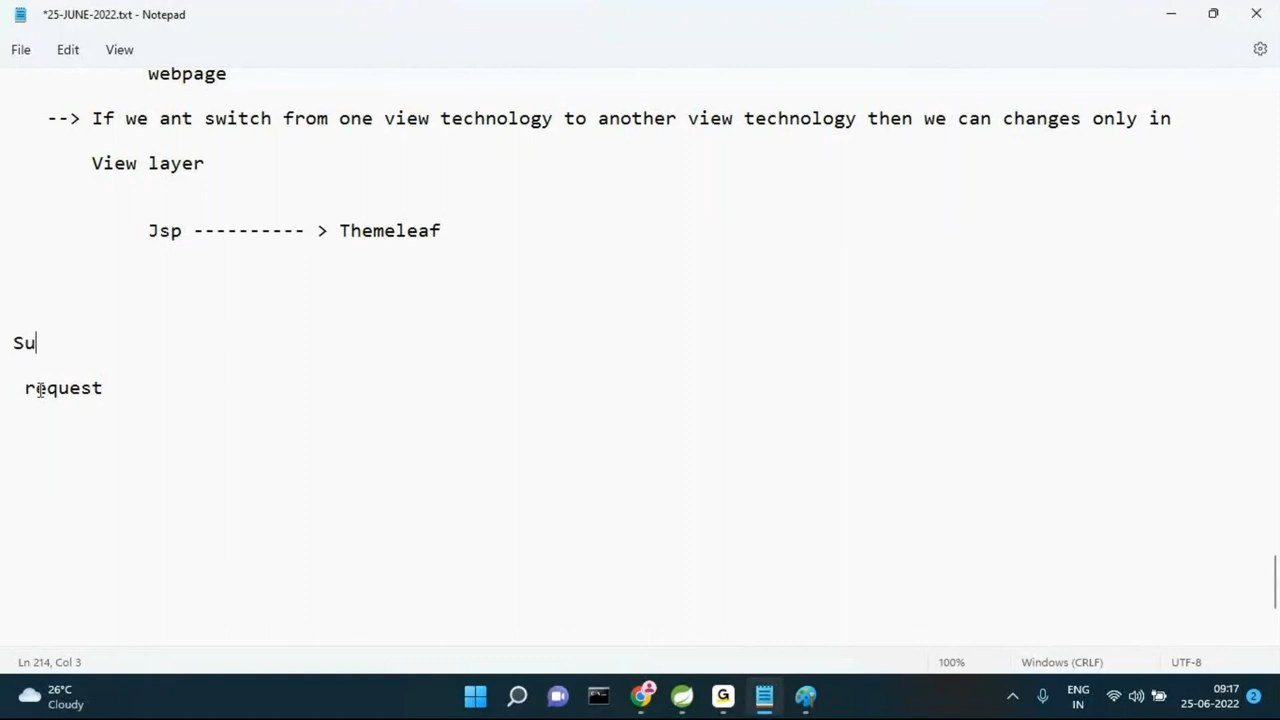 *25-JUNE-2022.txt - Notepad
File Edit View
webpage
--> If we ant switch from one view technology to another view technology then we can changes only in
View layer
Jsp ---------- > Themeleaf
Su
request
Ln 214, Col 3 100% Windows (CRLF) UTF-8
26°C
Cloudy
ENG
IN
09:17
25-06-2022
2